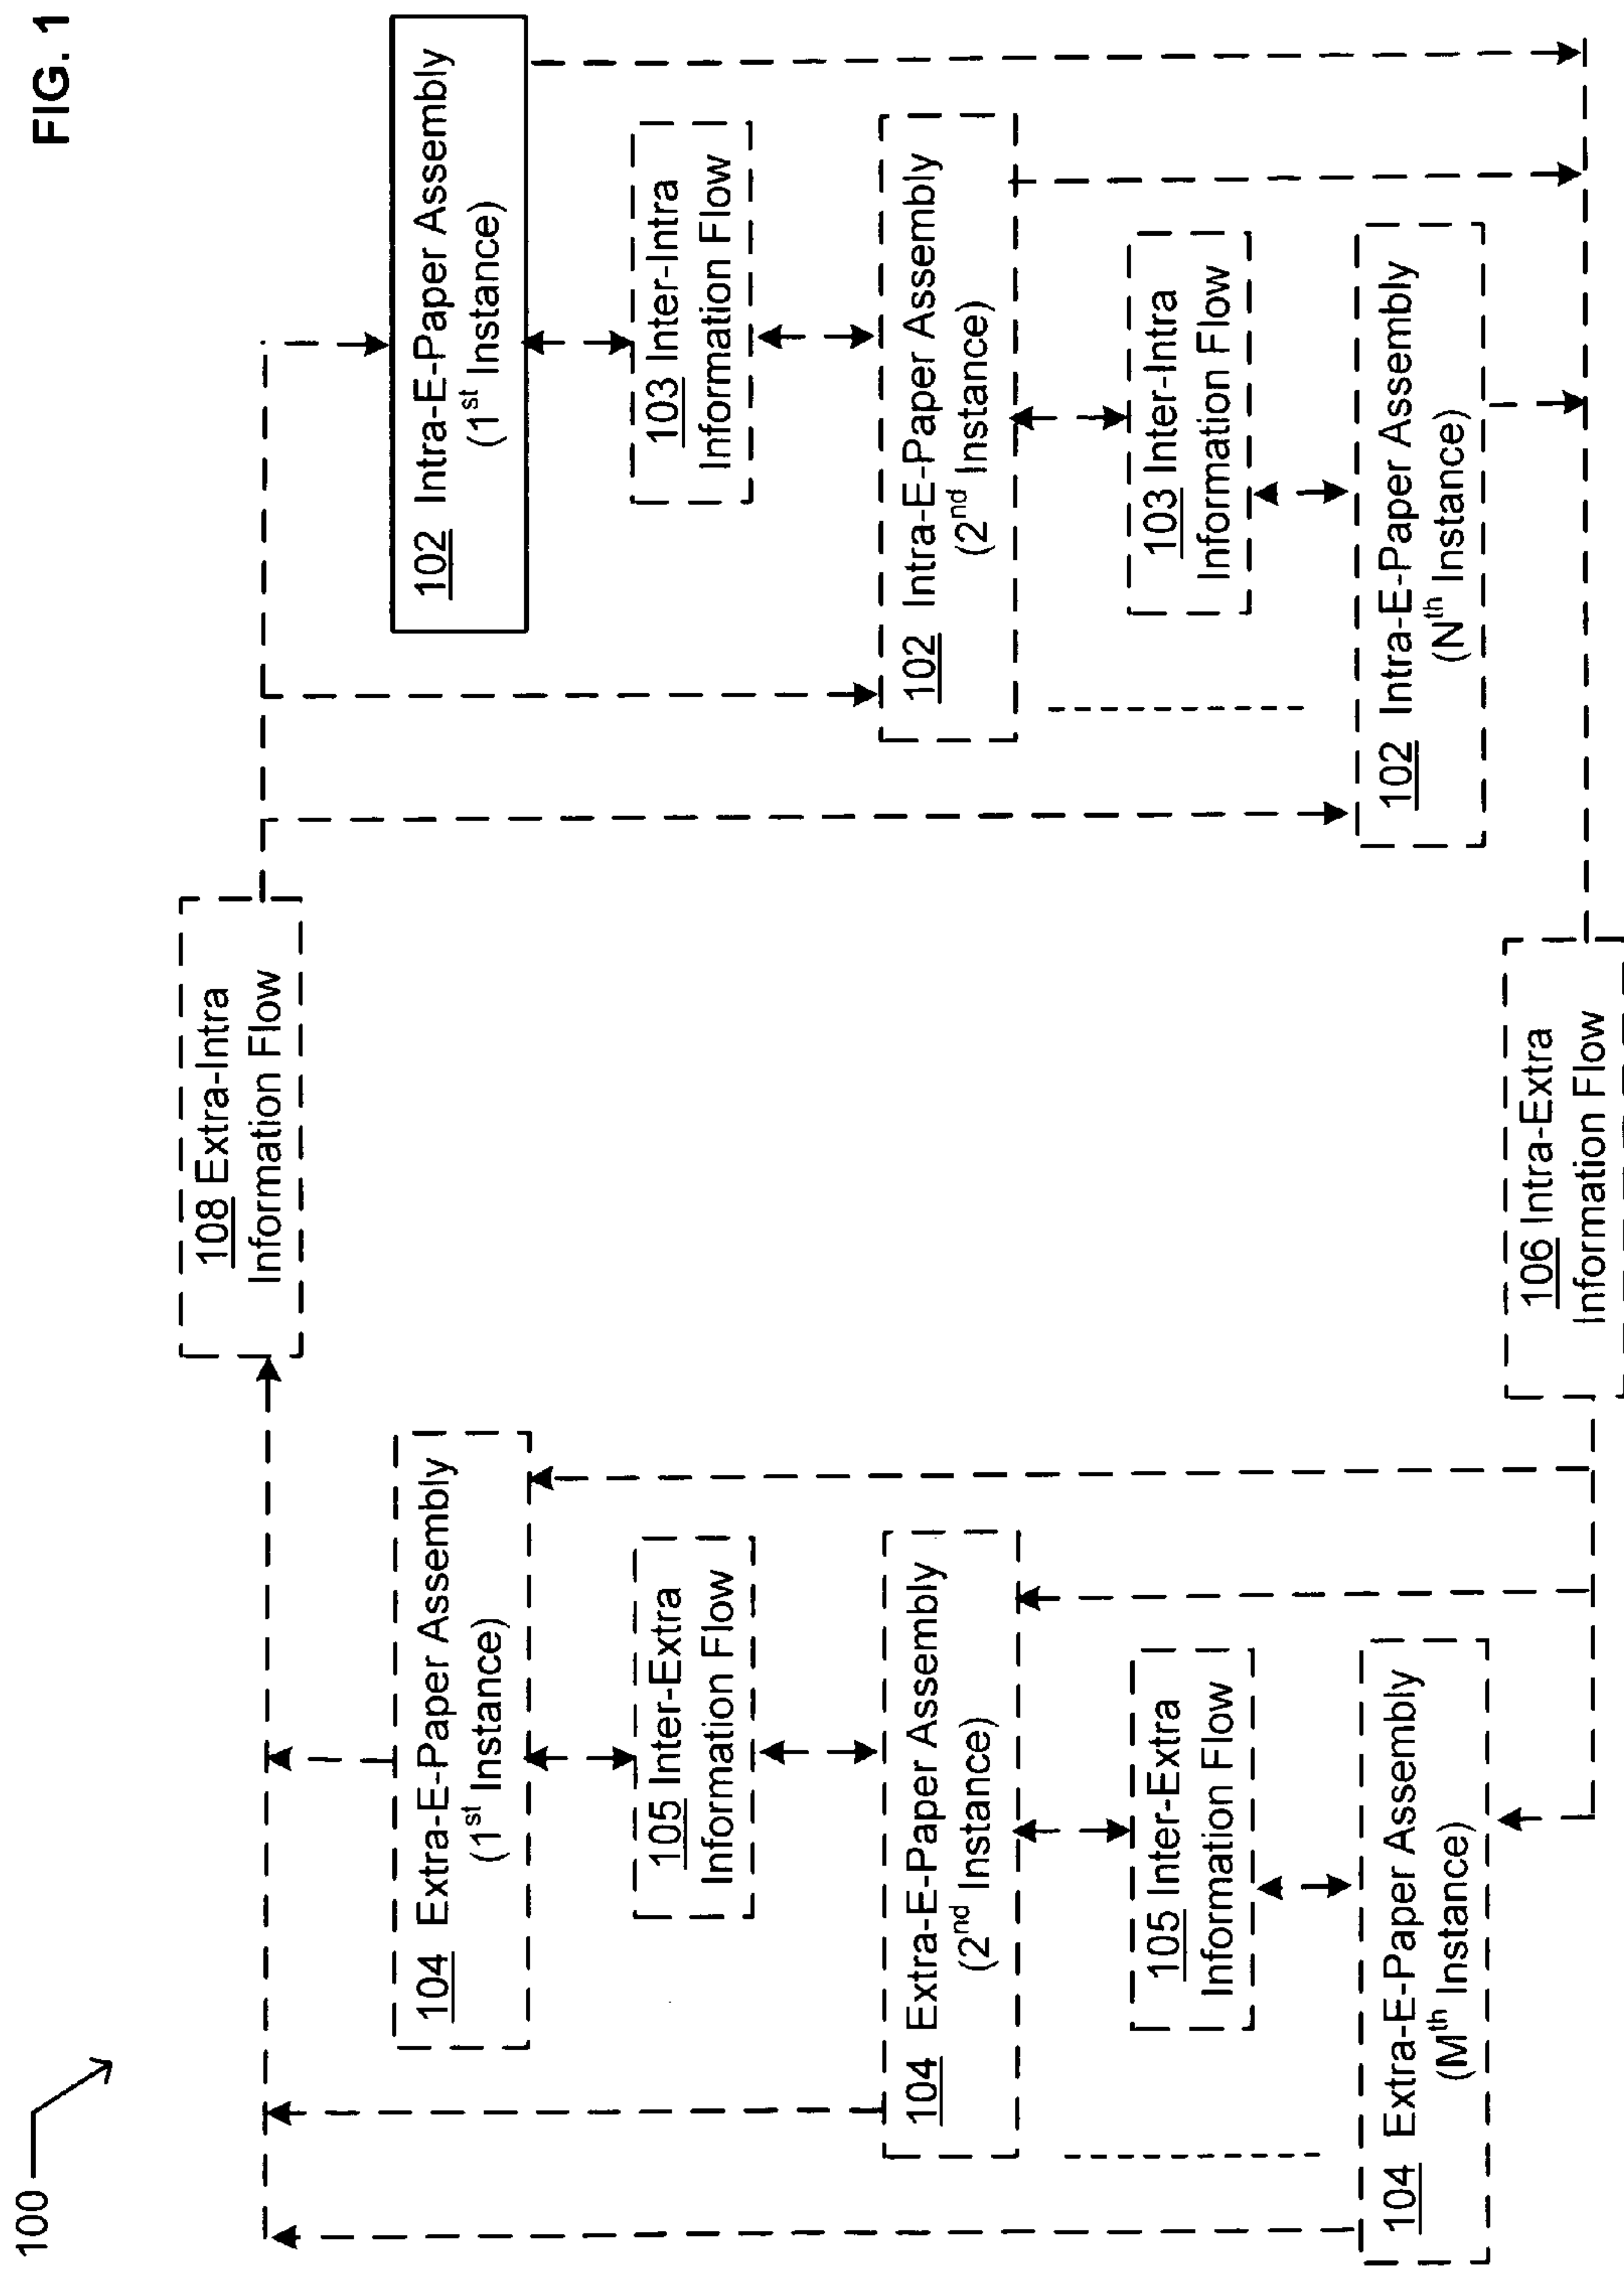 FIG. 1
100
108 Extra-Intra
Information Flow
104 Extra-E-Paper Assembly
(1st Instance)
102 Intra-E-Paper Assembly
(1st Instance)
105 Inter-Extra
Information Flow
103 Inter-Intra
Information Flow
104 Extra-E-Paper Assembly
(2nd Instance)
102 Intra-E-Paper Assembly
(2nd Instance)
105 Inter-Extra
Information Flow
103 Inter-Intra
Information Flow
104 Extra-E-Paper Assembly
(Mth Instance)
102 Intra-E-Paper Assembly
(Nth Instance)
106 Intra-Extra
Information Flow